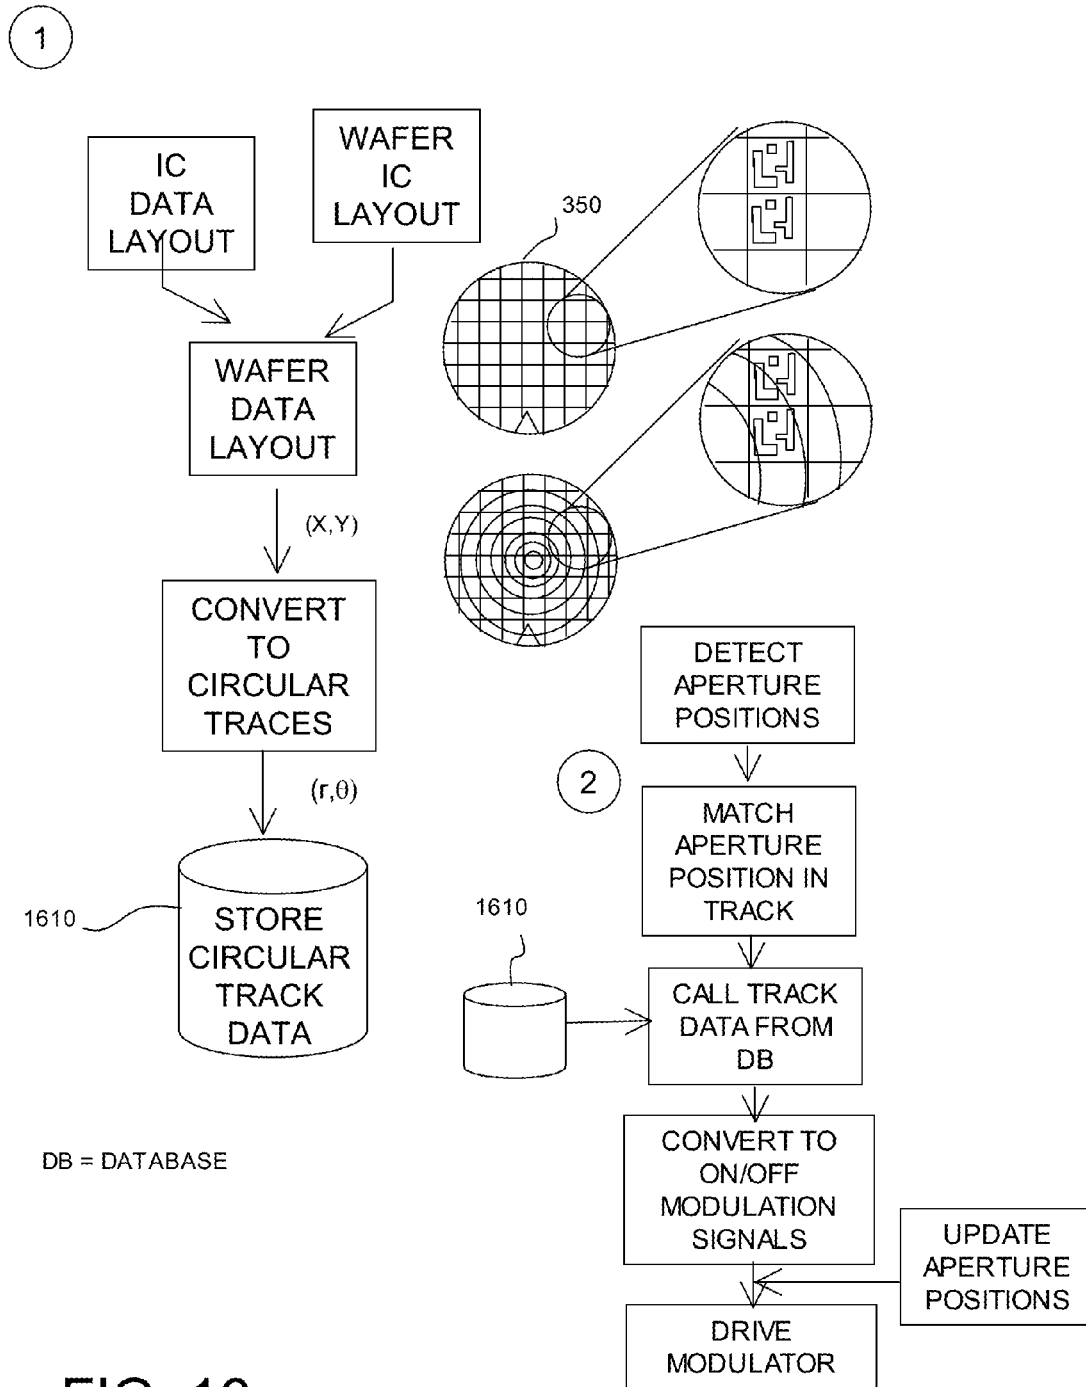 1
IC
DATA
LAYOUT
WAFER
IC
LAYOUT
350
WAFER
DATA
LAYOUT
(X,Y)
CONVERT
TO
CIRCULAR
TRACES
(r,θ)
1610
STORE
CIRCULAR
TRACK
DATA
DB = DATABASE
2
DETECT
APERTURE
POSITIONS
MATCH
APERTURE
POSITION IN
TRACK
1610
CALL TRACK
DATA FROM
DB
CONVERT TO
ON/OFF
MODULATION
SIGNALS
UPDATE
APERTURE
POSITIONS
DRIVE
MODULATOR